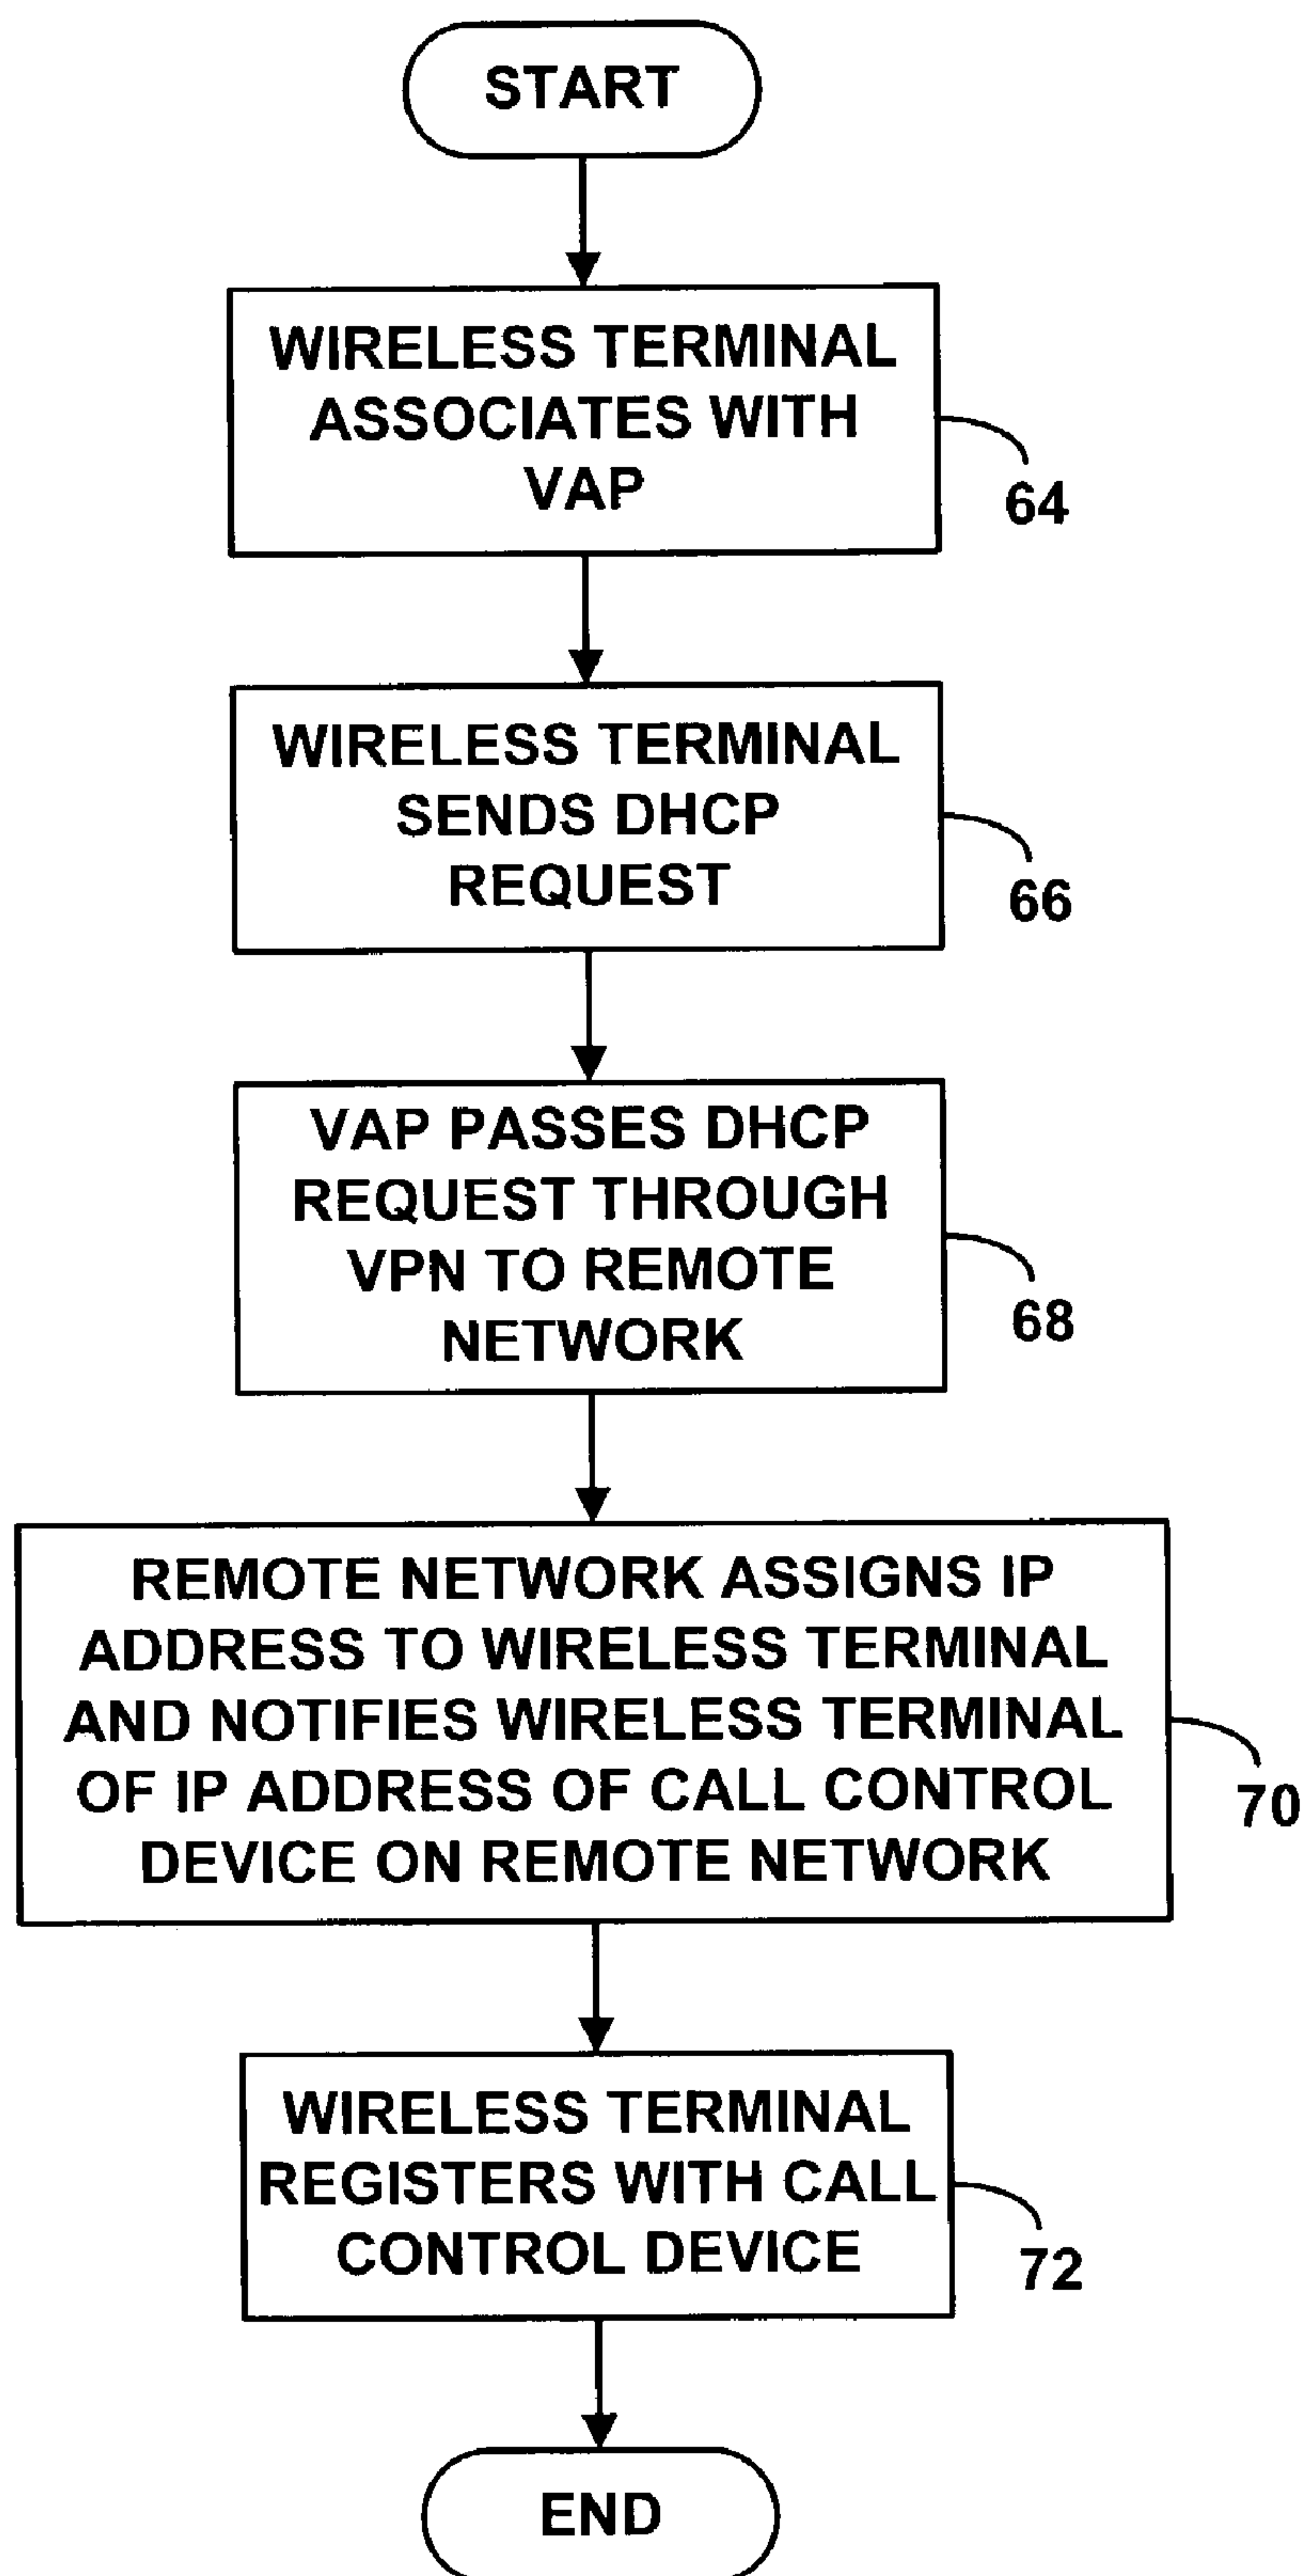 START
WIRELESS TERMINAL
ASSOCIATES WITH
VAP
64
WIRELESS TERMINAL
SENDS DHCP
REQUEST
66
VAP PASSES DHCP
REQUEST THROUGH
VPN TO REMOTE
NETWORK
68
REMOTE NETWORK ASSIGNS IP
ADDRESS TO WIRELESS TERMINAL
AND NOTIFIES WIRELESS TERMINAL
OF IP ADDRESS OF CALL CONTROL
DEVICE ON REMOTE NETWORK
70
WIRELESS TERMINAL
REGISTERS WITH CALL
CONTROL DEVICE
72
END